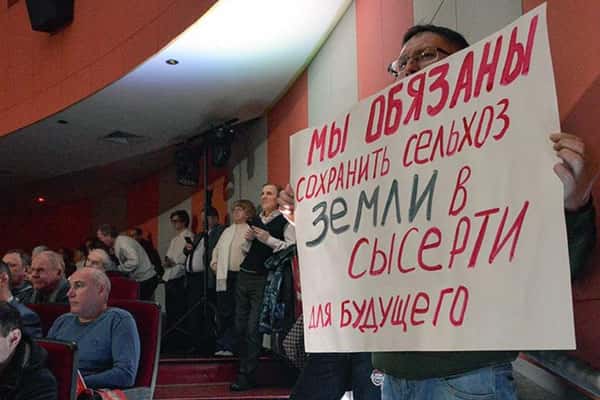 МЫ ОБЯЗАНЫ
СОХРАНИТЬ СЕЛЬХОЗ
ЗЕМЛИ В
СЫСЕРТИ
ДЛЯ БУДУЩЕГО